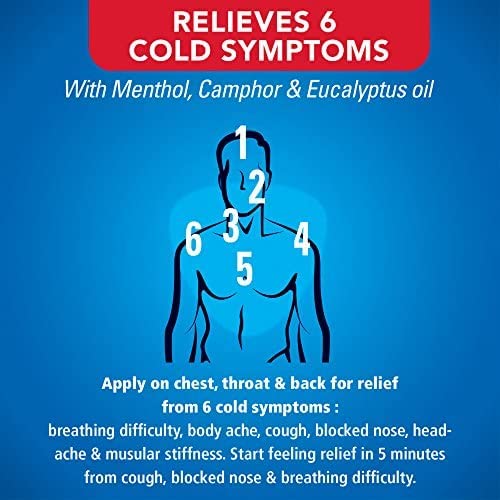 RELIEVES 6
COLD SYMPTOMS
With Menthol, Camphor & Eucalyptus oil
1
2
3
6
4
5
Apply on chest, throat & back for relief
from 6 cold symptoms :
breathing difficulty, body ache, cough, blocked nose, head-
ache & musular stiffness. Start feeling relief in 5 minutes
from cough, blocked nose & breathing difficulty.